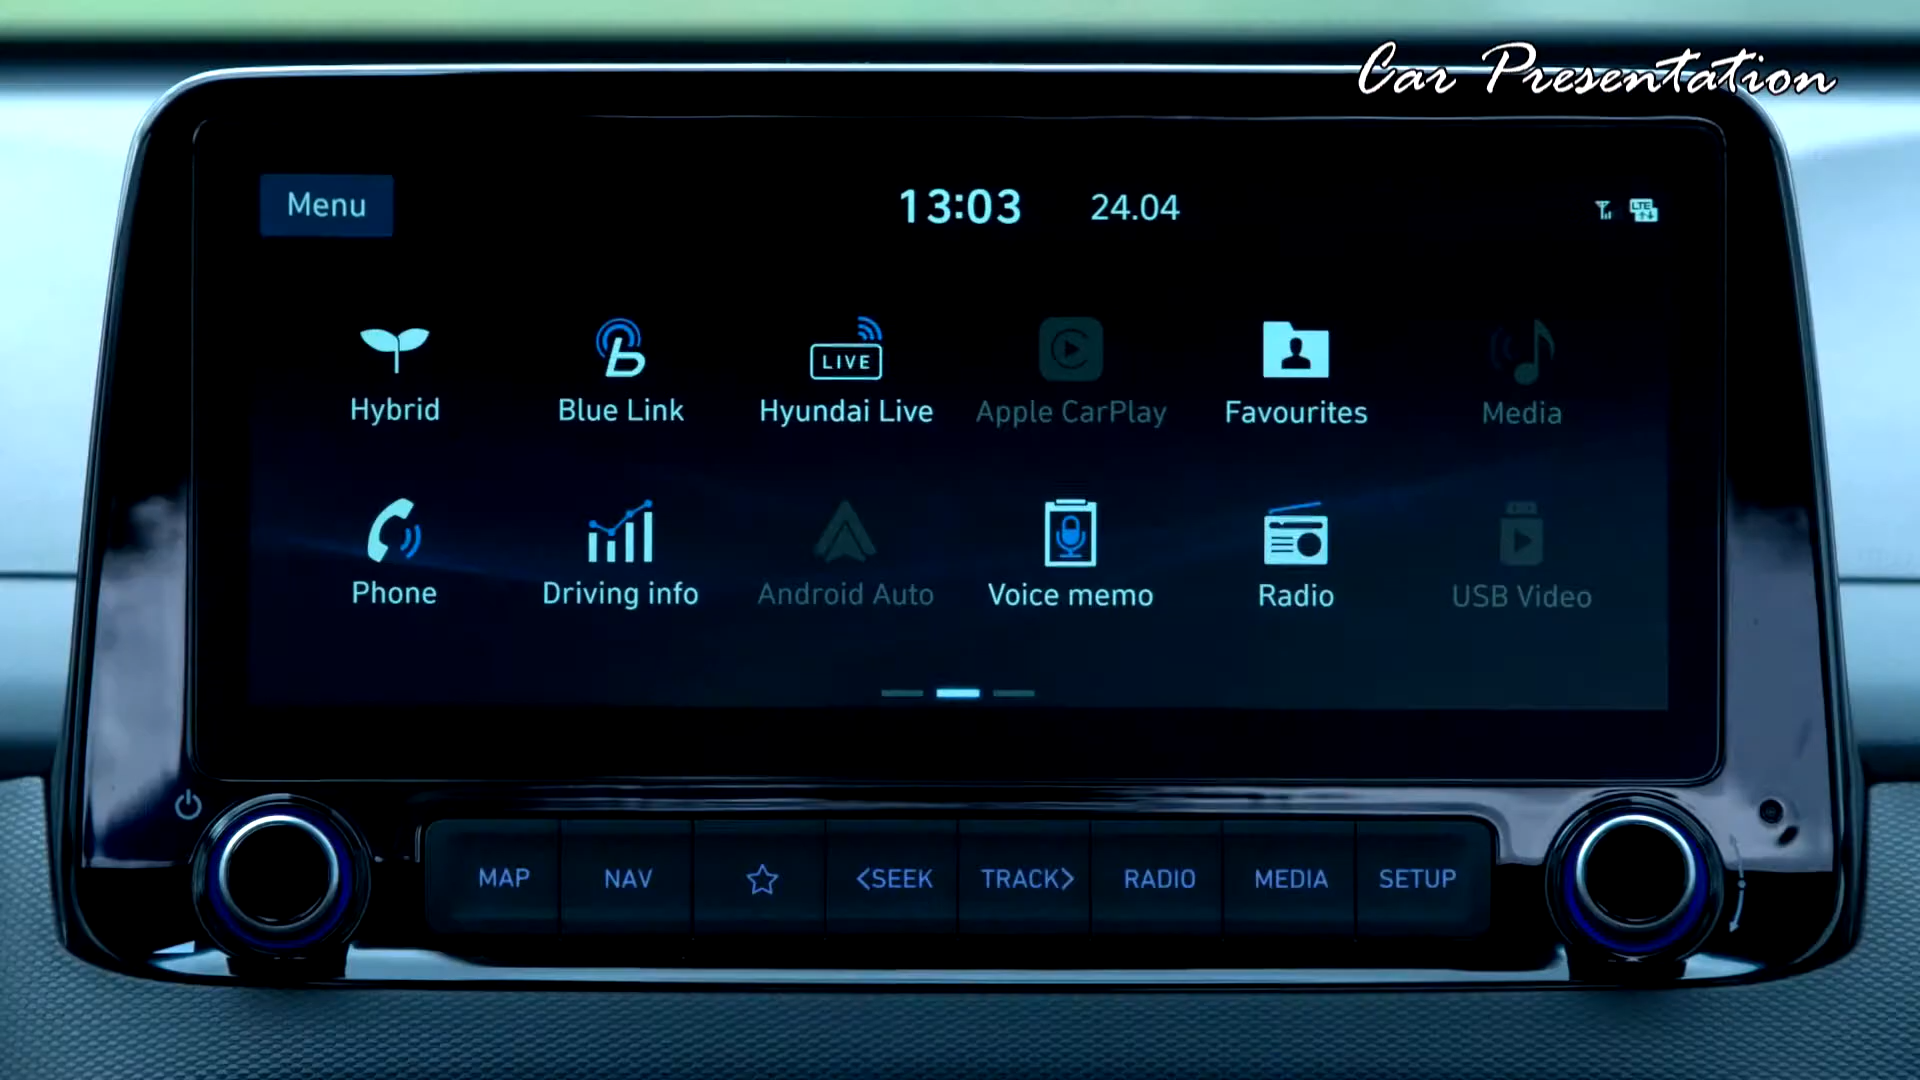 Car Presentation
Menu
13:03 24.04
LTE
LIVE
Hybrid Blue Link Hyundai Live Apple CarPlay Favourites Media
Phone Driving info Android Auto Voice memo Radio USB Video
MAP NAV <SEEK TRACK> RADIO MEDIA SETUP